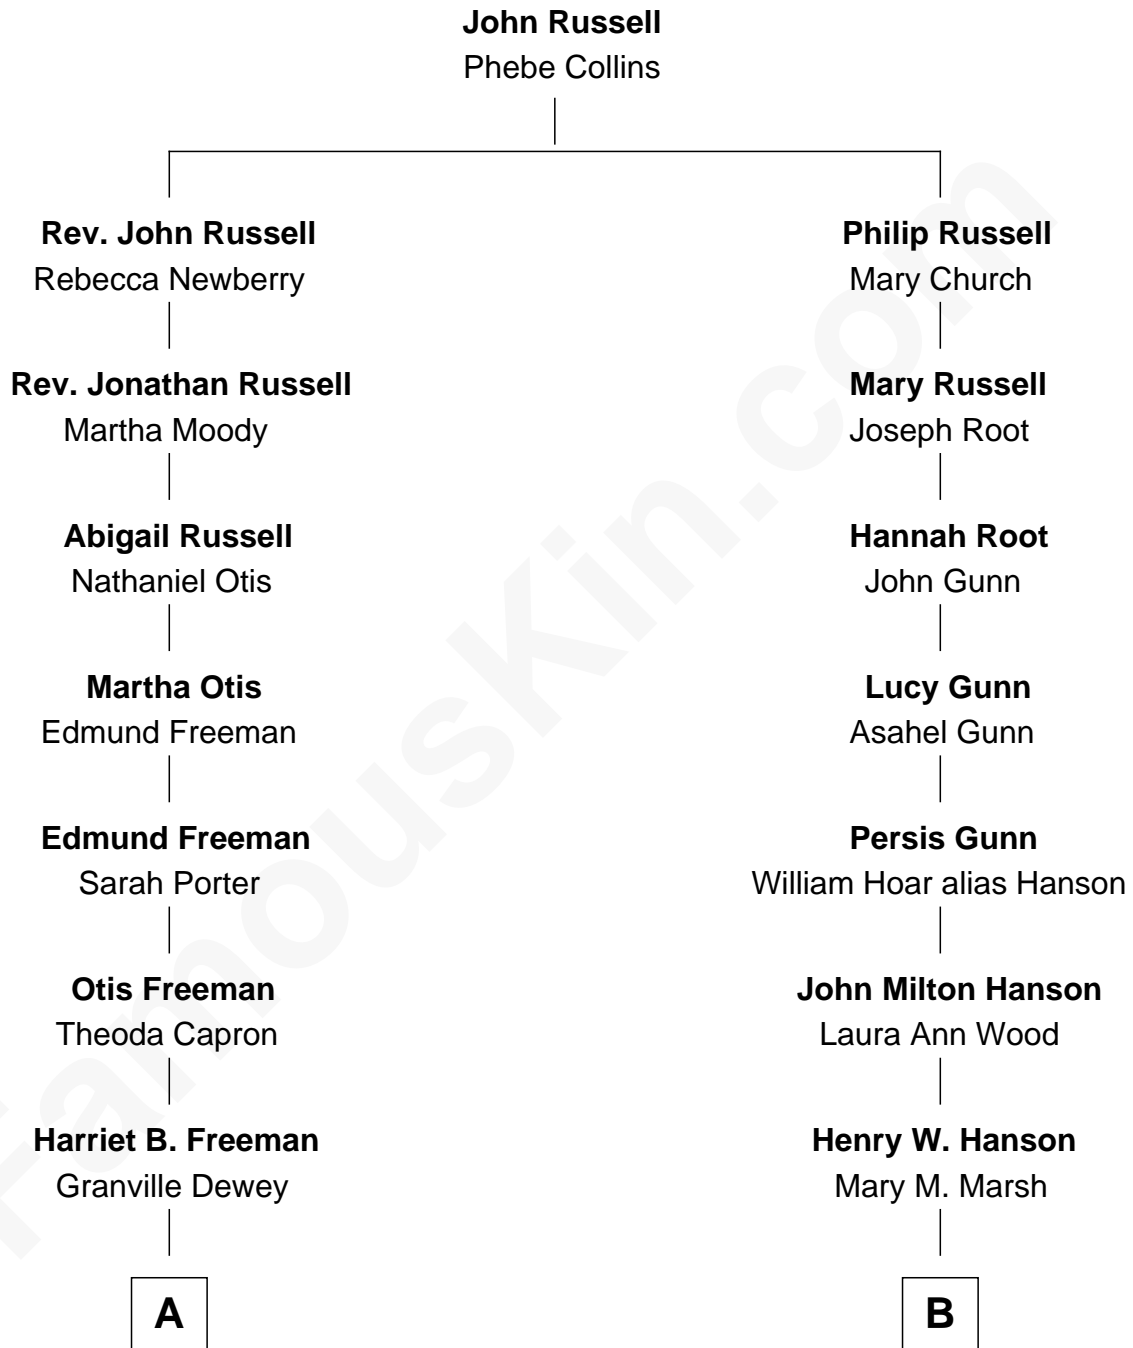 John Russell
Phebe Collins
Rev. John Russell
Rebecca Newberry
Philip Russell
Mary Church
Rev. Jonathan Russell
Martha Moody
Mary Russell
Joseph Root
Abigail Russell
Nathaniel Otis
Hannah Root
John Gunn
Martha Otis
Edmund Freeman
Lucy Gunn
Asahel Gunn
Edmund Freeman
Sarah Porter
Persis Gunn
William Hoar alias Hanson
Otis Freeman
Theoda Capron
John Milton Hanson
Laura Ann Wood
Harriet B. Freeman
Granville Dewey
Henry W. Hanson
Mary M. Marsh
A
B
FamousKin.com